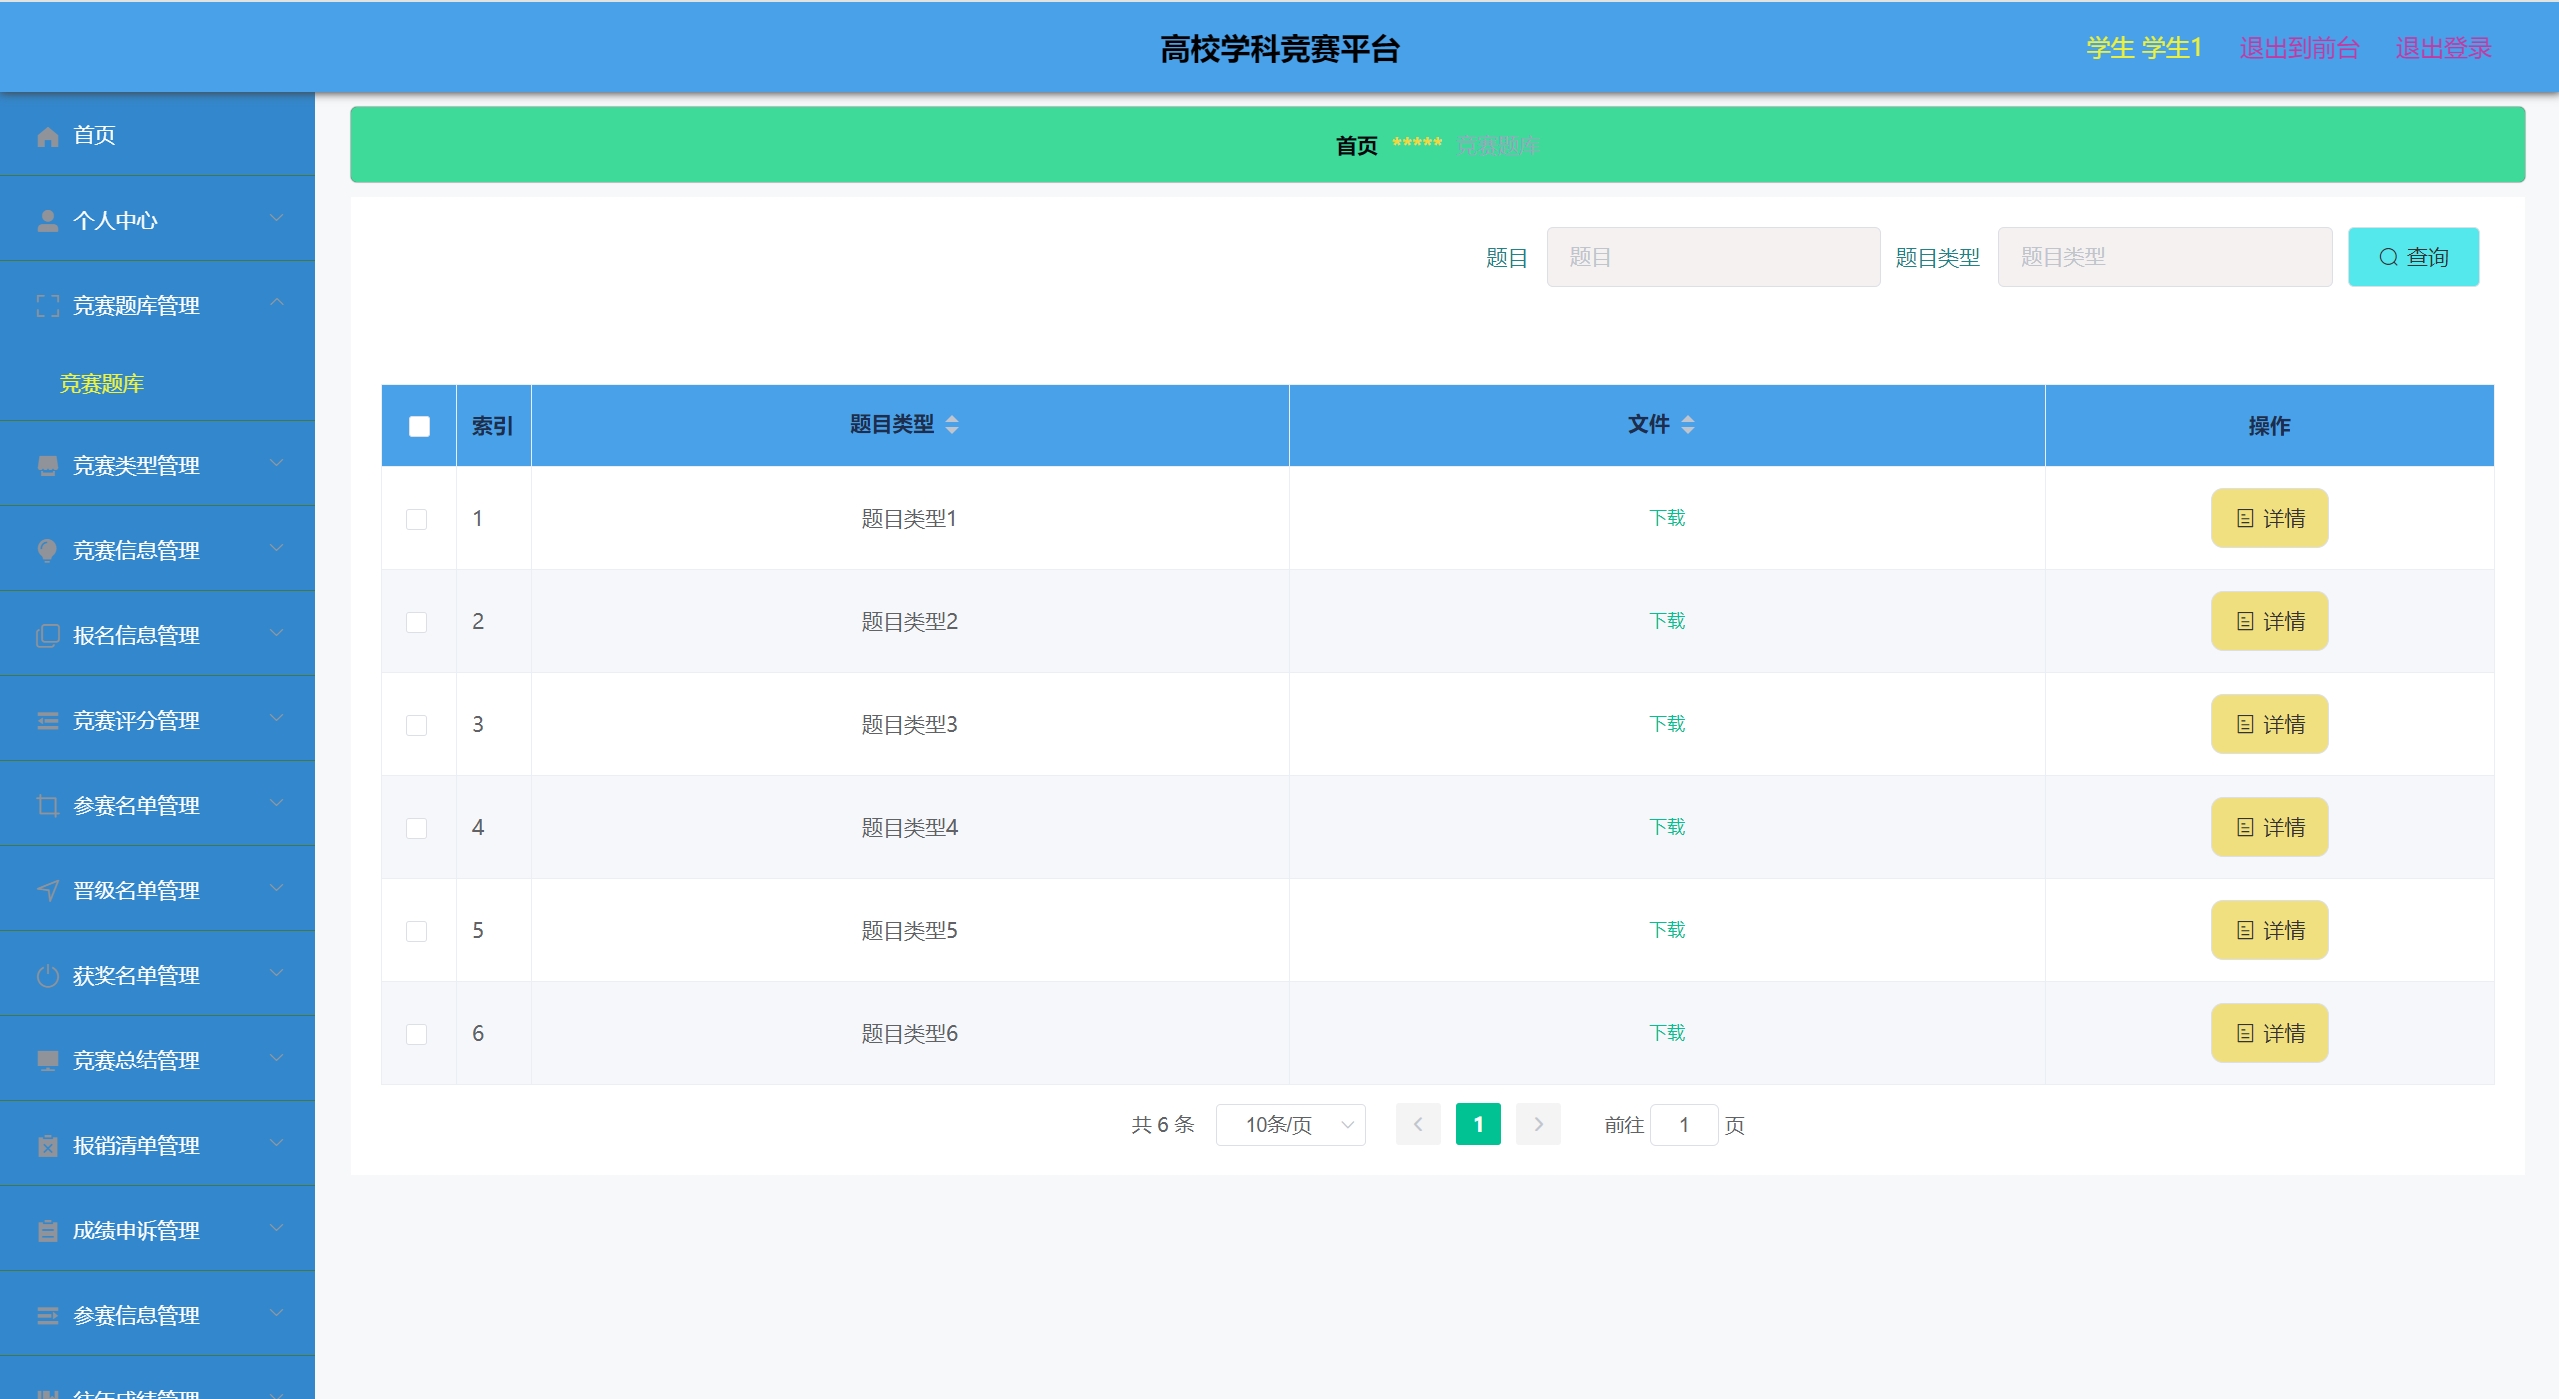 高校学科竞赛平台
学生 学生1 退出到前台 退出登录
首页
个人中心
竞赛题库管理
竞赛题库
竞赛类型管理
竞赛信息管理
报名信息管理
竞赛评分管理
参赛名单管理
晋级名单管理
获奖名单管理
竞赛总结管理
报销清单管理
成绩申诉管理
参赛信息管理
往年成绩管理
首页 ***** 竞赛题库
题目 题目 题目类型 题目类型 查询
索引 题目类型 文件 操作
1 题目类型1 下载 详情
2 题目类型2 下载 详情
3 题目类型3 下载 详情
4 题目类型4 下载 详情
5 题目类型5 下载 详情
6 题目类型6 下载 详情
共 6 条 10条/页 1 前往 1 页